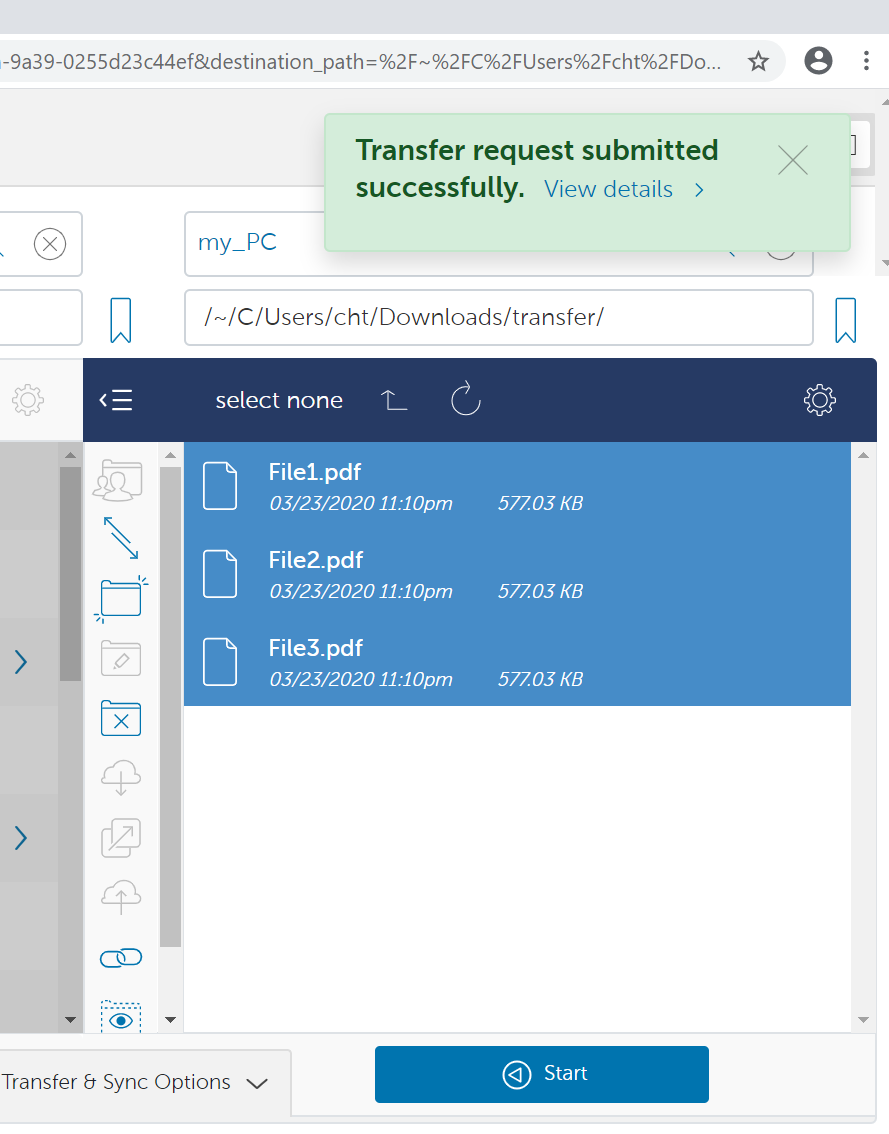 -9a39-0255d23c44ef&destination_path=%2F~%2FC%2FUsers%2Fcht%2FDo...
Transfer request submitted
successfully. View details
my_PC
/~/C/Users/cht/Downloads/transfer/
select none
File1.pdf
03/23/2020 11:10pm 577.03 KB
File2.pdf
03/23/2020 11:10pm 577.03 KB
File3.pdf
03/23/2020 11:10pm 577.03 KB
Transfer & Sync Options
Start